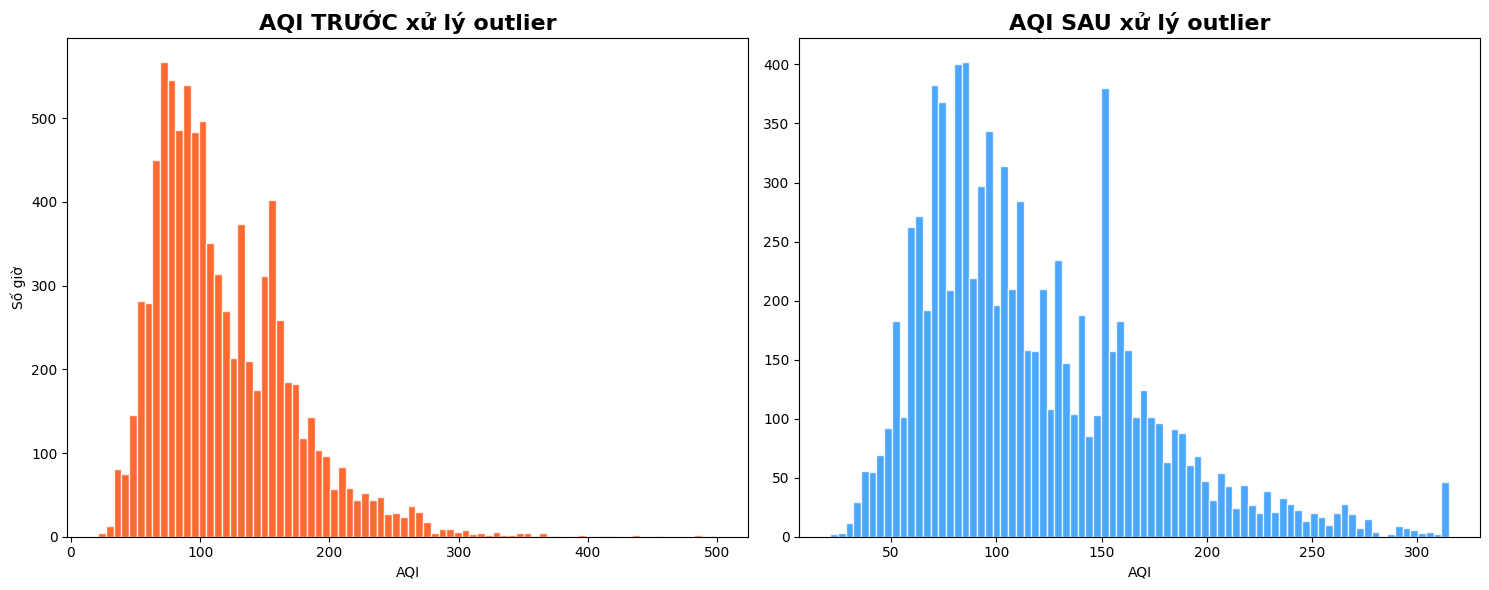 AQI TRƯỚC xử lý outlier
Số giờ
500
400
300
200
100
0
0 100 200 300 400 500
AQI
AQI SAU xử lý outlier
400
350
300
250
200
150
100
50
0
50 100 150 200 250 300
AQI